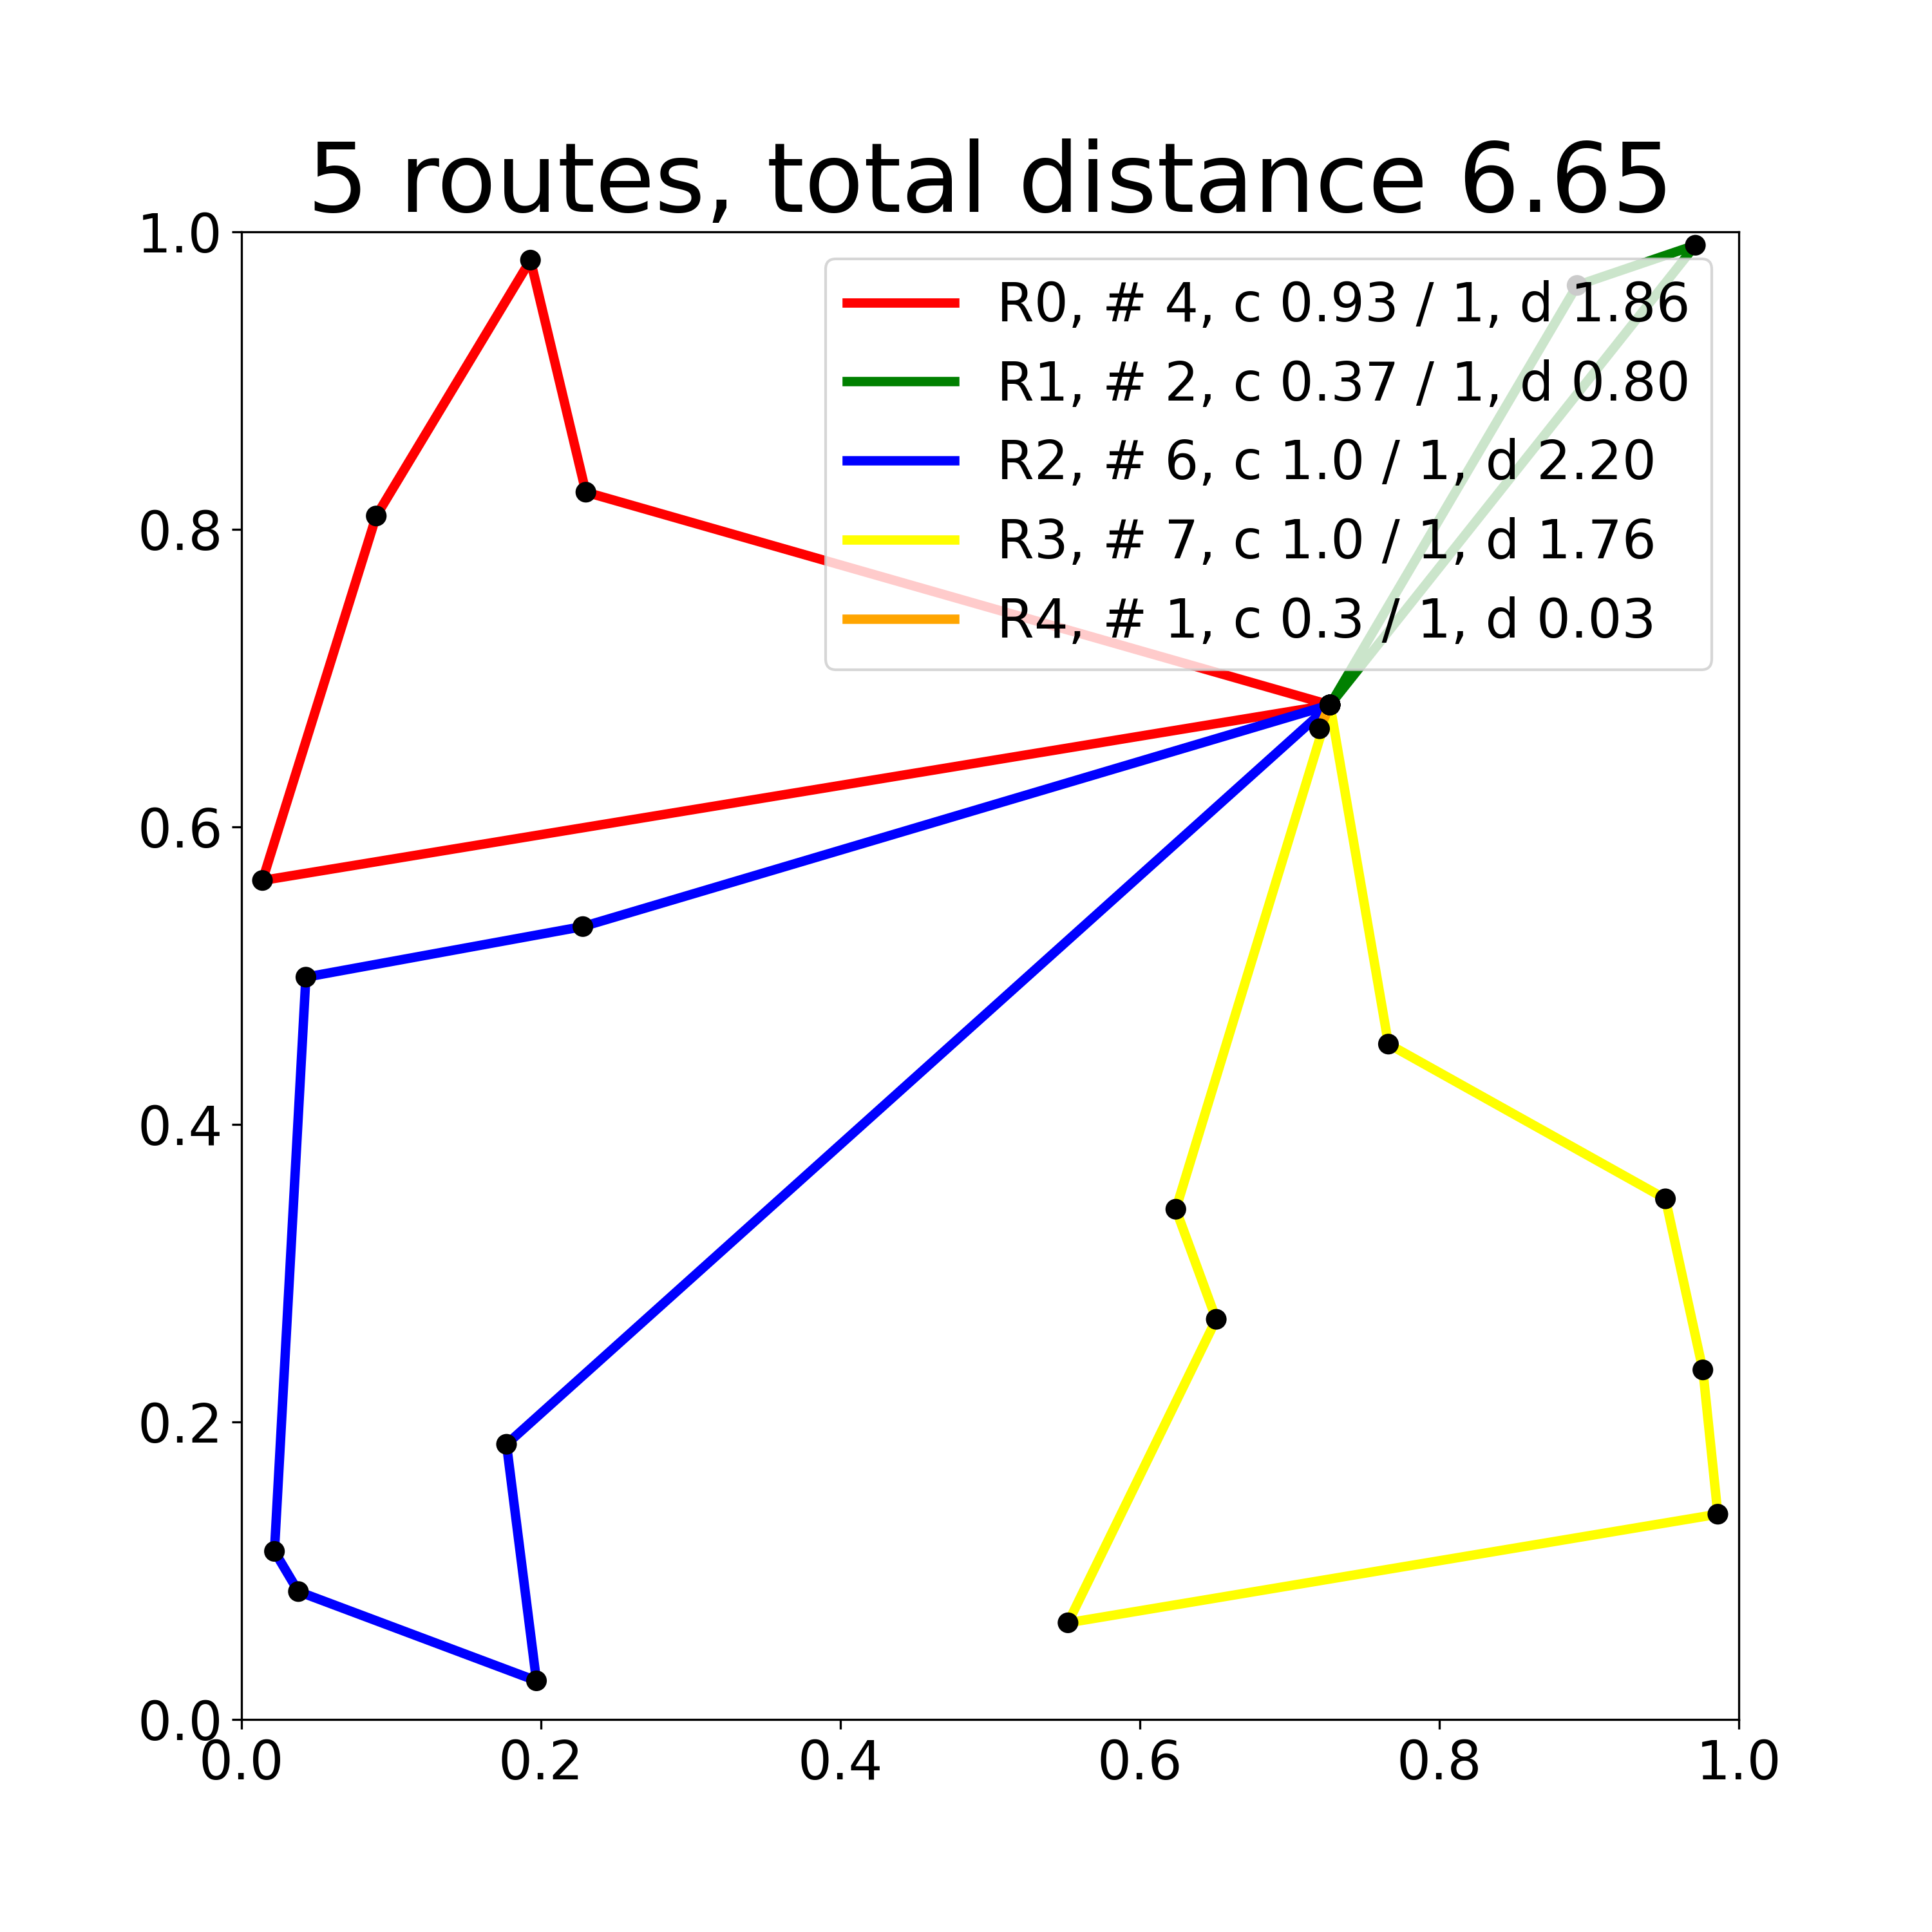 5 routes, total distance 6.65
1.0
R0, # 4, c 0.93 / 1, d 1.86
R1, # 2, c 0.37 / 1, d 0.80
R2, # 6, c 1.0 / 1, d 2.20
R3, # 7, c 1.0 / 1, d 1.76
R4, # 1, c 0.3 / 1, d 0.03
0.8
0.6
0.4
0.2
0.0
0.0 0.2 0.4 0.6 0.8 1.0